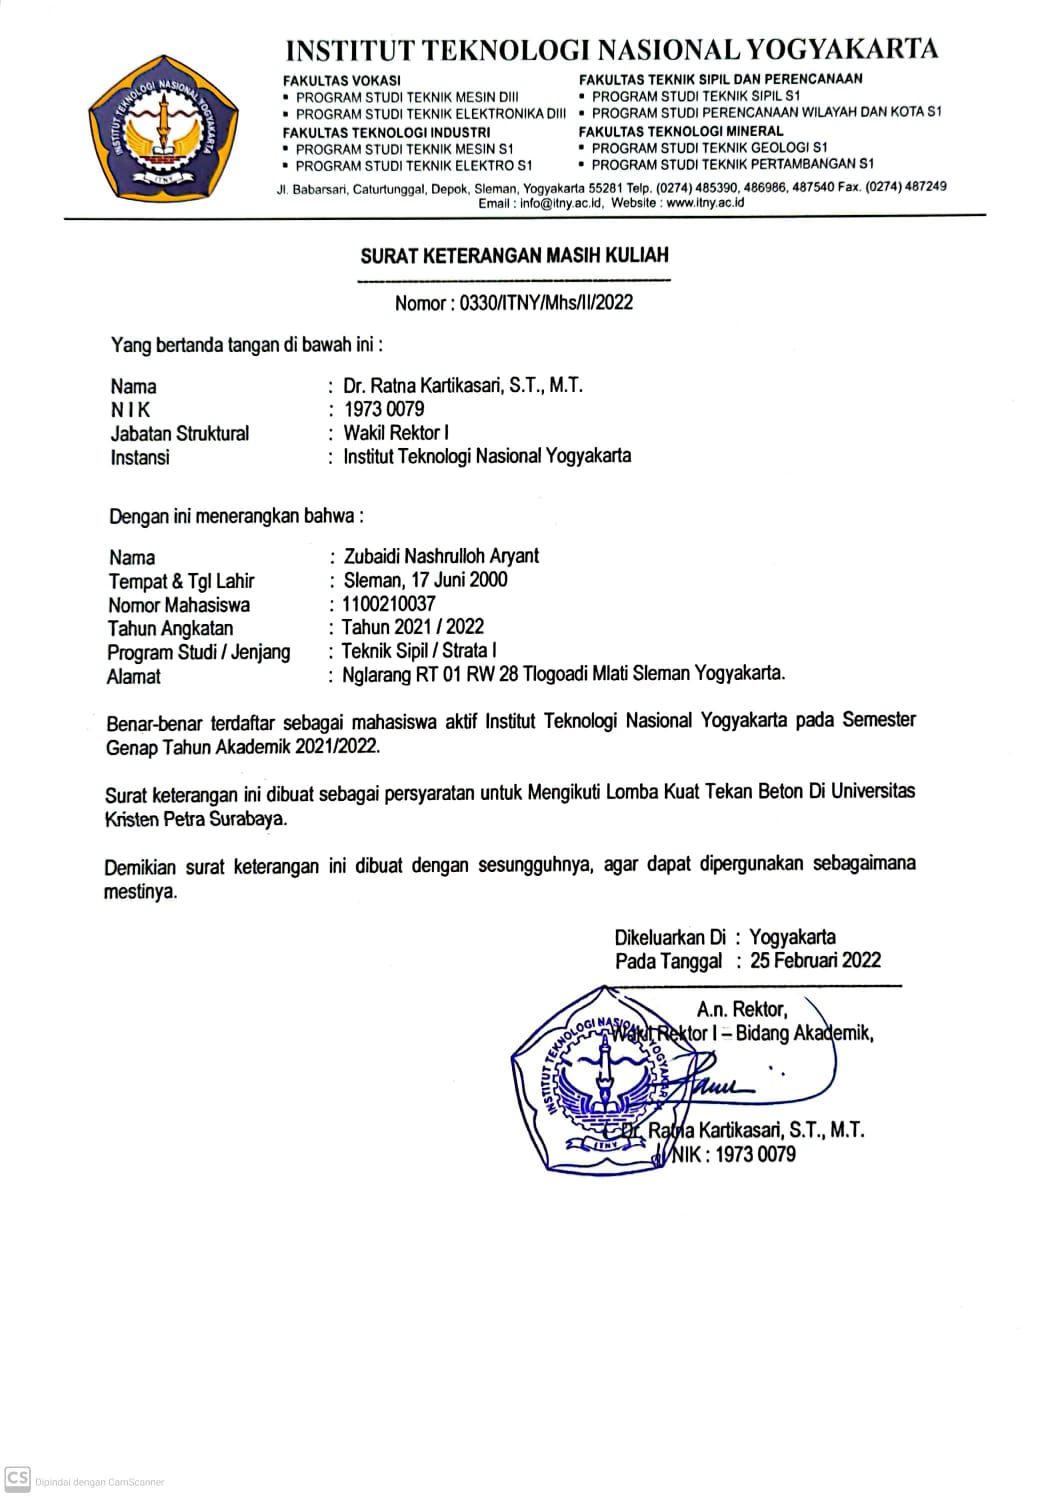 INSTITUT TEKNOLOGI NASIONAL YOGYAKARTA
FAKULTAS VOKASI
▪ PROGRAM STUDI TEKNIK MESIN DIII
▪ PROGRAM STUDI TEKNIK ELEKTRONIKA DIII
FAKULTAS TEKNOLOGI INDUSTRI
▪ PROGRAM STUDI TEKNIK MESIN S1
▪ PROGRAM STUDI TEKNIK ELEKTRO S1
FAKULTAS TEKNIK SIPIL DAN PERENCANAAN
▪ PROGRAM STUDI TEKNIK SIPIL S1
▪ PROGRAM STUDI PERENCANAAN WILAYAH DAN KOTA S1
FAKULTAS TEKNOLOGI MINERAL
▪ PROGRAM STUDI TEKNIK GEOLOGI S1
▪ PROGRAM STUDI TEKNIK PERTAMBANGAN S1
Jl. Babarsari, Caturtunggal, Depok, Sleman, Yogyakarta 55281 Telp. (0274) 485390, 486986, 487540 Fax. (0274) 487249
Email : info@itny.ac.id, Website : www.itny.ac.id
INSTITUT TEKNOLOGI NASIONAL YOGYAKARTA
ITNY
SURAT KETERANGAN MASIH KULIAH
Nomor : 0330/ITNY/Mhs/II/2022
Yang bertanda tangan di bawah ini :
Nama : Dr. Ratna Kartikasari, S.T., M.T.
N I K : 1973 0079
Jabatan Struktural : Wakil Rektor I
Instansi : Institut Teknologi Nasional Yogyakarta
Dengan ini menerangkan bahwa :
Nama : Zubaidi Nashrulloh Aryant
Tempat & Tgl Lahir : Sleman, 17 Juni 2000
Nomor Mahasiswa : 1100210037
Tahun Angkatan : Tahun 2021 / 2022
Program Studi / Jenjang : Teknik Sipil / Strata I
Alamat : Nglarang RT 01 RW 28 Tlogoadi Mlati Sleman Yogyakarta.
Benar-benar terdaftar sebagai mahasiswa aktif Institut Teknologi Nasional Yogyakarta pada Semester
Genap Tahun Akademik 2021/2022.
Surat keterangan ini dibuat sebagai persyaratan untuk Mengikuti Lomba Kuat Tekan Beton Di Universitas
Kristen Petra Surabaya.
Demikian surat keterangan ini dibuat dengan sesungguhnya, agar dapat dipergunakan sebagaimana
mestinya.
Dikeluarkan Di : Yogyakarta
Pada Tanggal : 25 Februari 2022
A.n. Rektor,
Wakil Rektor I – Bidang Akademik,
INSTITUT TEKNOLOGI NASIONAL YOGYAKARTA
ITNY
Dr. Ratna Kartikasari, S.T., M.T.
NIK : 1973 0079
CS Dipindai dengan CamScanner